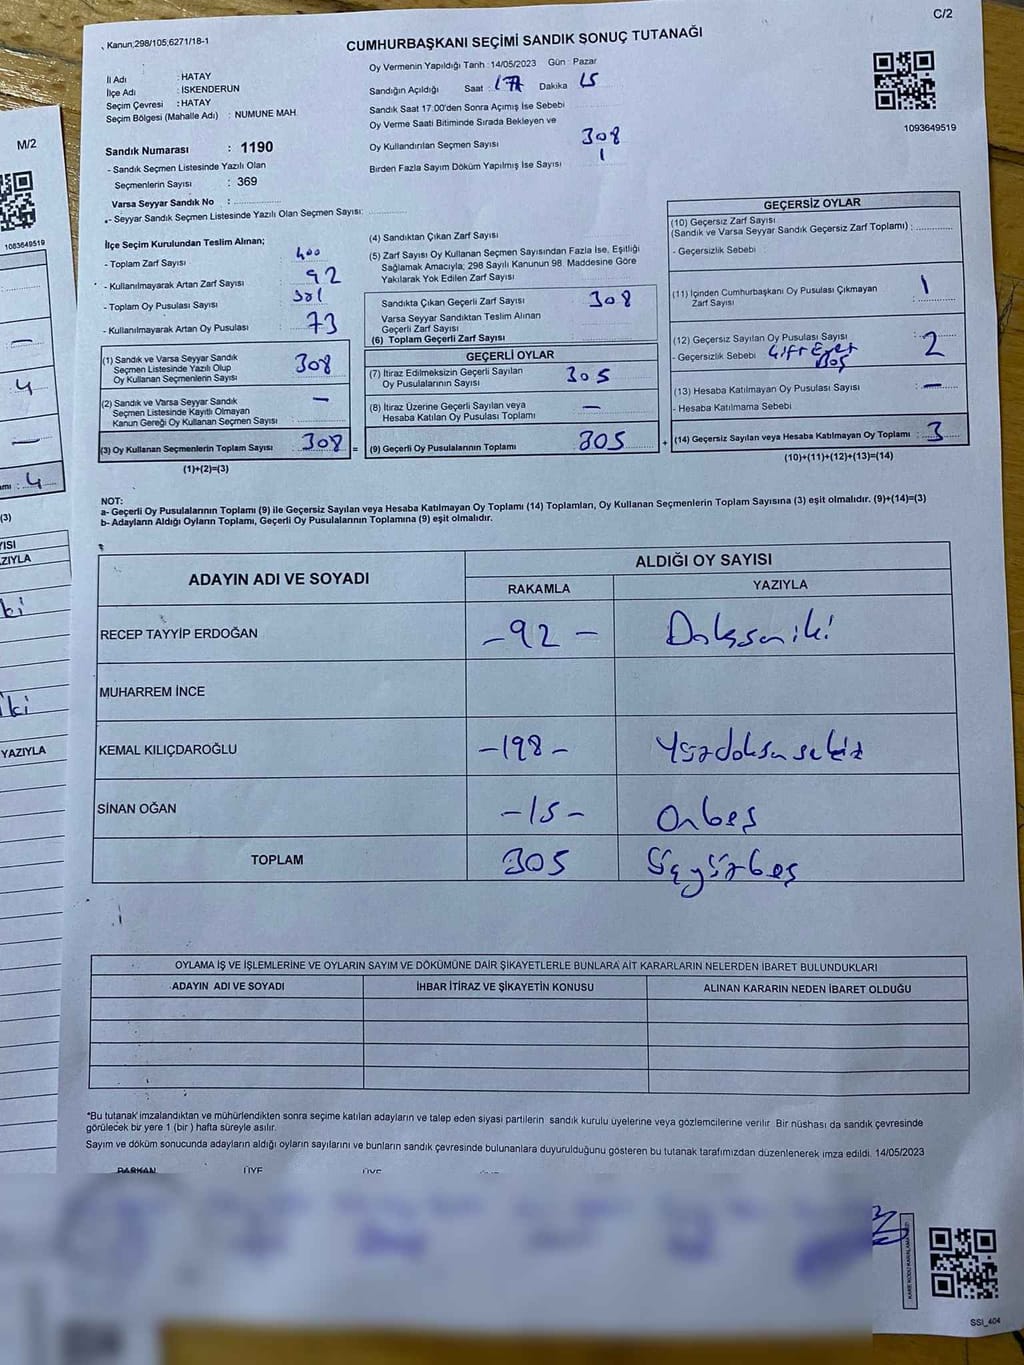 C/2
Kanun;298/105,6271/18-1
CUMHURBAŞKANI SEÇİMİ SANDIK SONUÇ TUTANAĞI
İl Adı : HATAY
İlçe Adı : İSKENDERUN
Seçim Çevresi : HATAY
Seçim Bölgesi (Mahalle Adı) : NUMUNE MAH.
Oy Vermenin Yapıldığı Tarih : 14/05/2023 Gün : Pazar
Sandığın Açıldığı Saat : 17 Dakika 15
Sandık Saat 17:00'den Sonra Açımış İse Sebebi
Oy Verme Saati Bitiminde Sırada Bekleyen ve
Oy Kullandırılan Seçmen Sayısı 308
Birden Fazla Sayım Döküm Yapılmış İse Sayısı 1
1093649519
Sandık Numarası : 1190
- Sandık Seçmen Listesinde Yazılı Olan
Seçmenlerin Sayısı : 369
Varsa Seyyar Sandık No :
- Seyyar Sandık Seçmen Listesinde Yazılı Olan Seçmen Sayısı:
İlçe Seçim Kurulundan Teslim Alınan;
- Toplam Zarf Sayısı 400
- Kullanılmayarak Artan Zarf Sayısı 92
- Toplam Oy Pusulası Sayısı
- Kullanılmayarak Artan Oy Pusulası 73
(1) Sandık ve Varsa Seyyar Sandık
Seçmen Listesinde Yazılı Olup
Oy Kullanan Seçmenlerin Sayısı 308
(2) Sandık ve Varsa Seyyar Sandık
Seçmen Listesinde Kayıtlı Olmayan
Kanun Gereği Oy Kullanan Seçmen Sayısı : —
(3) Oy Kullanan Seçmenlerin Toplam Sayısı : 308 =
(1)+(2)=(3)
(4) Sandıktan Çıkan Zarf Sayısı
(5) Zarf Sayısı Oy Kullanan Seçmen Sayısından Fazla İse, Eşitliği
Sağlamak Amacıyla; 298 Sayılı Kanunun 98. Maddesine Göre
Yakılarak Yok Edilen Zarf Sayısı
Sandıkta Çıkan Geçerli Zarf Sayısı 308
Varsa Seyyar Sandıktan Teslim Alınan
Geçerli Zarf Sayısı
(6) Toplam Geçerli Zarf Sayısı
GEÇERLİ OYLAR
(7) İtiraz Edilmeksizin Geçerli Sayılan
Oy Pusulalarının Sayısı 305
(8) İtiraz Üzerine Geçerli Sayılan veya
Hesaba Katılan Oy Pusulası Toplamı —
(9) Geçerli Oy Pusulalarının Toplamı 305 +
GEÇERSİZ OYLAR
(10) Geçersiz Zarf Sayısı
(Sandık ve Varsa Seyyar Sandık Geçersiz Zarf Toplamı) :
- Geçersizlik Sebebi :
(11) İçinden Cumhurbaşkanı Oy Pusulası Çıkmayan
Zarf Sayısı : 1
(12) Geçersiz Sayılan Oy Pusulası Sayısı : 2
- Geçersizlik Sebebi Çift Evet
Boş
(13) Hesaba Katılmayan Oy Pusulası Sayısı : —
- Hesaba Katılmama Sebebi
(14) Geçersiz Sayılan veya Hesaba Katılmayan Oy Toplamı : 3
(10)+(11)+(12)+(13)=(14)
NOT:
a- Geçerli Oy Pusulalarının Toplamı (9) ile Geçersiz Sayılan veya Hesaba Katılmayan Oy Toplamı (14) Toplamları, Oy Kullanan Seçmenlerin Toplam Sayısına (3) eşit olmalıdır. (9)+(14)=(3)
b- Adayların Aldığı Oyların Toplamı, Geçerli Oy Pusulalarının Toplamına (9) eşit olmalıdır.
ADAYIN ADI VE SOYADI
ALDIĞI OY SAYISI
RAKAMLA YAZIYLA
RECEP TAYYİP ERDOĞAN – 92 – Doksaniki
MUHARREM İNCE
KEMAL KILIÇDAROĞLU – 198 – Yüzdoksansekiz
SİNAN OĞAN – 15 – Onbeş
TOPLAM 305 Üçyüzbeş
OYLAMA İŞ VE İŞLEMLERİNE VE OYLARIN SAYIM VE DÖKÜMÜNE DAİR ŞİKAYETLERLE BUNLARA AİT KARARLARIN NELERDEN İBARET BULUNDUKLARI
ADAYIN ADI VE SOYADI İHBAR İTİRAZ VE ŞİKAYETİN KONUSU ALINAN KARARIN NEDEN İBARET OLDUĞU
*Bu tutanak imzalandıktan ve mühürlendikten sonra seçime katılan adayların ve talep eden siyasi partilerin sandık kurulu üyelerine veya gözlemcilerine verilir. Bir nüshası da sandık çevresinde
görülecek bir yere 1 (bir) hafta süreyle asılır.
Sayım ve döküm sonucunda adayların aldığı oyların sayılarını ve bunların sandık çevresinde bulunanlara duyurulduğunu gösteren bu tutanak tarafımızdan düzenlenerek imza edildi. 14/05/2023
BAŞKAN ÜYE ÜYE
SSI_404
M/2
1083649519
—
4
—
4
(3)
YISI
ZIYLA
ki
iki
YAZIYLA